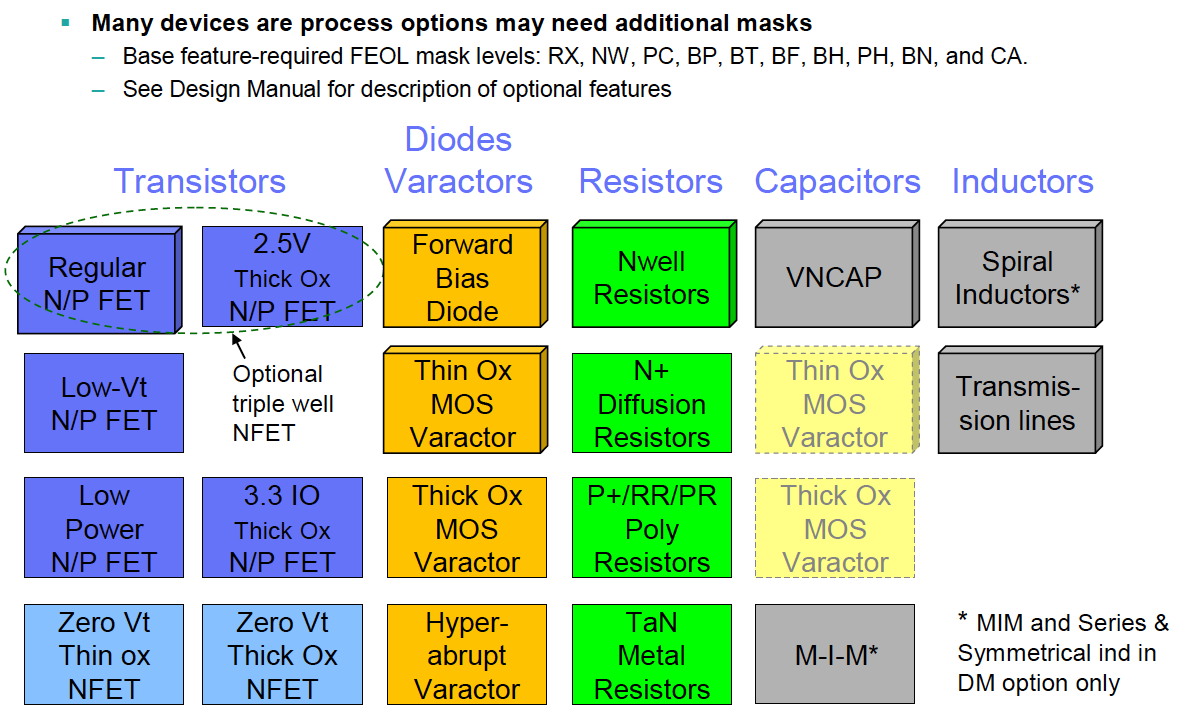 ▪ Many devices are process options may need additional masks
– Base feature-required FEOL mask levels: RX, NW, PC, BP, BT, BF, BH, PH, BN, and CA.
– See Design Manual for description of optional features
Transistors
Regular
N/P FET
2.5V
Thick Ox
N/P FET
Optional
triple well
NFET
Low-Vt
N/P FET
Low
Power
N/P FET
3.3 IO
Thick Ox
N/P FET
Zero Vt
Thin ox
NFET
Zero Vt
Thick Ox
NFET
Diodes
Varactors
Forward
Bias
Diode
Thin Ox
MOS
Varactor
Thick Ox
MOS
Varactor
Hyper-
abrupt
Varactor
Resistors
Nwell
Resistors
N+
Diffusion
Resistors
P+/RR/PR
Poly
Resistors
TaN
Metal
Resistors
Capacitors
VNCAP
Thin Ox
MOS
Varactor
Thick Ox
MOS
Varactor
M-I-M*
Inductors
Spiral
Inductors*
Transmis-
sion lines
* MIM and Series &
Symmetrical ind in
DM option only